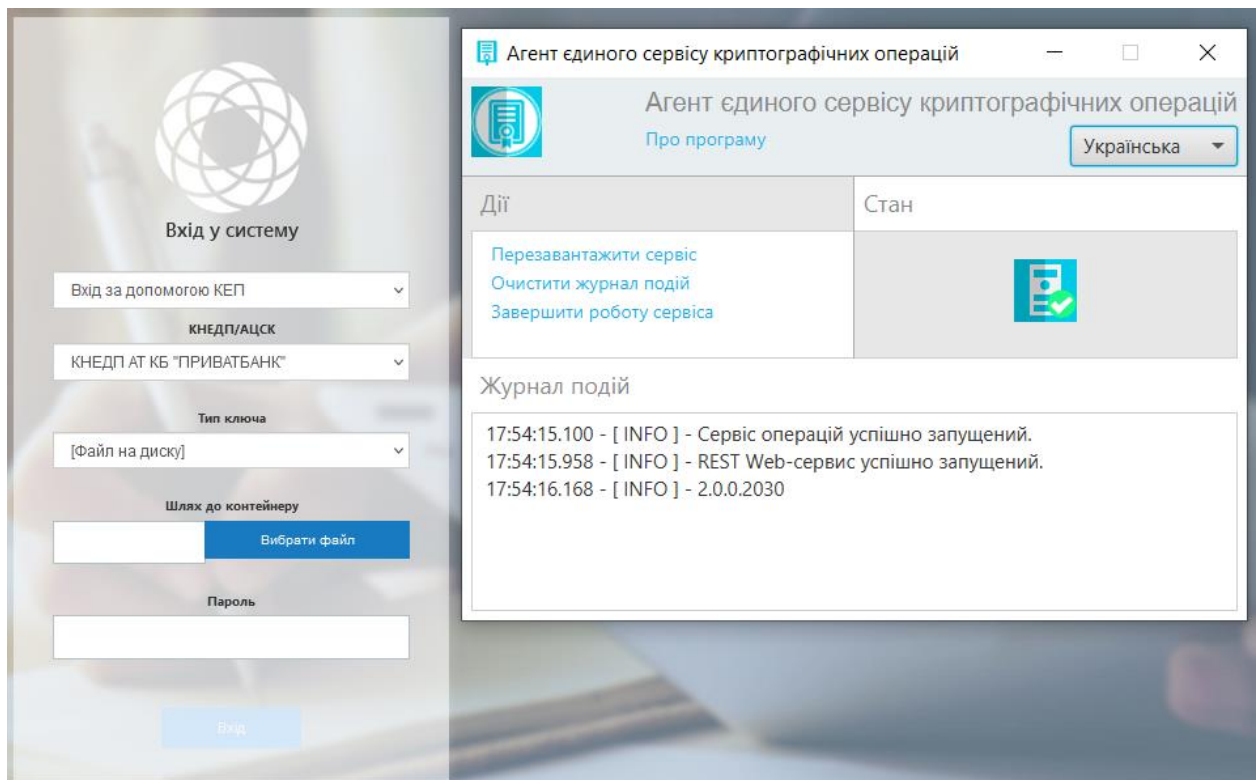 Вхід у систему
Вхід за допомогою КЕП
КНЕДП/АЦСК
КНЕДП АТ КБ "ПРИВАТБАНК"
Тип ключа
[Файл на диску]
Шлях до контейнеру
Вибрати файл
Пароль
Вхід
Агент єдиного сервісу криптографічних операцій
Агент єдиного сервісу криптографічних операцій
Про програму
Українська
Дії
Стан
Перезавантажити сервіс
Очистити журнал подій
Завершити роботу сервіса
Журнал подій
17:54:15.100 - [ INFO ] - Сервіс операцій успішно запущений.
17:54:15.958 - [ INFO ] - REST Web-сервис успішно запущений.
17:54:16.168 - [ INFO ] - 2.0.0.2030